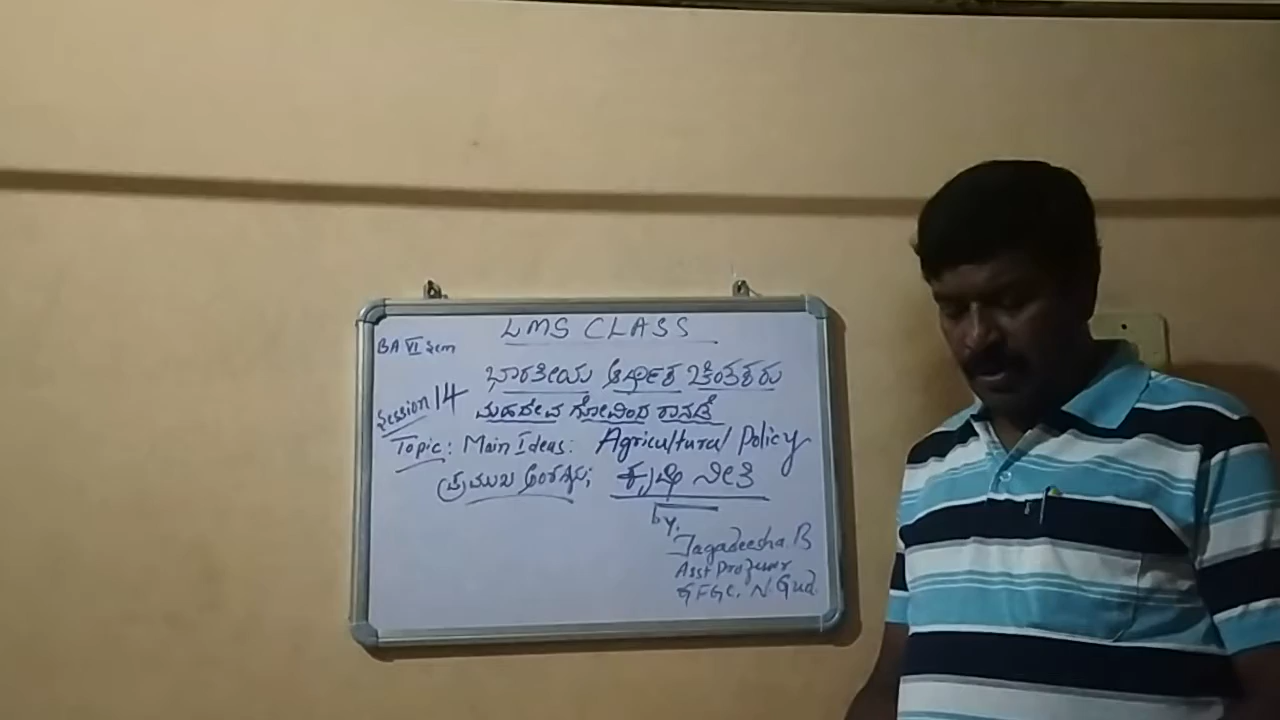 LMS CLASS
BA VI Sem
ಭಾರತೀಯ ಆರ್ಥಿಕ ಚಿಂತಕರು
Session 14
ಮಹದೇವ ಗೋವಿಂದ ರಾನಡೆ
Topic: Main Ideas: Agricultural Policy
ಪ್ರಮುಖ ಅಂಶಗಳು; ಕೃಷಿ ನೀತಿ
by.
Jagadeesha. B
Asst Professor
GFGC. N.Gud.